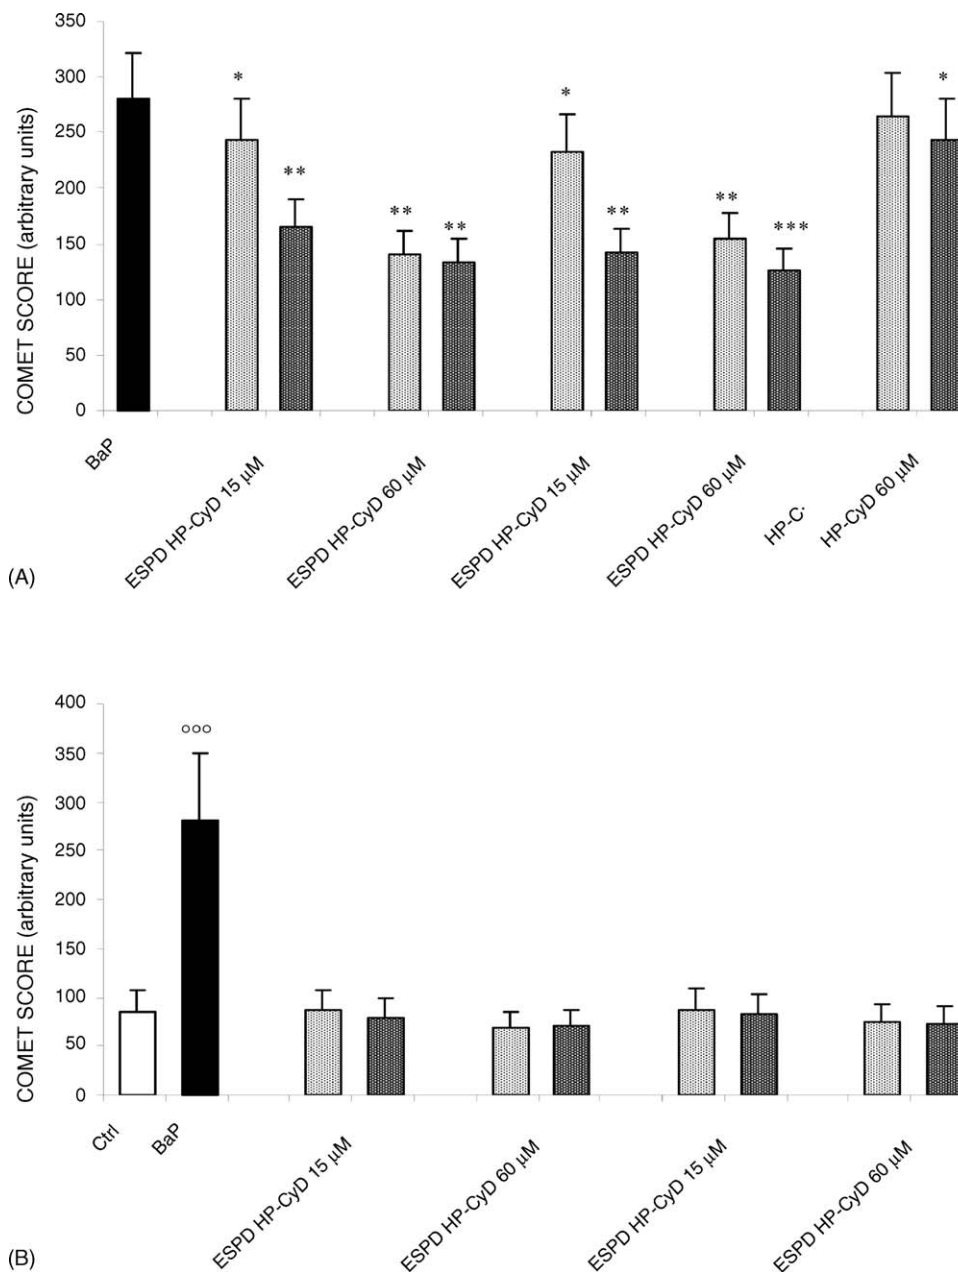 350
300
250
200
150
100
50
0
COMET SCORE (arbitrary units)
*
**
**
**
*
**
**
***
*
BaP
ESPD HP-CyD 15 µM
ESPD HP-CyD 60 µM
ESPD HP-CyD 15 µM
ESPD HP-CyD 60 µM
HP-C
HP-CyD 60 µM
(A)
400
350
300
250
200
150
100
50
0
COMET SCORE (arbitrary units)
°°°
Ctrl
BaP
ESPD HP-CyD 15 µM
ESPD HP-CyD 60 µM
ESPD HP-CyD 15 µM
ESPD HP-CyD 60 µM
(B)